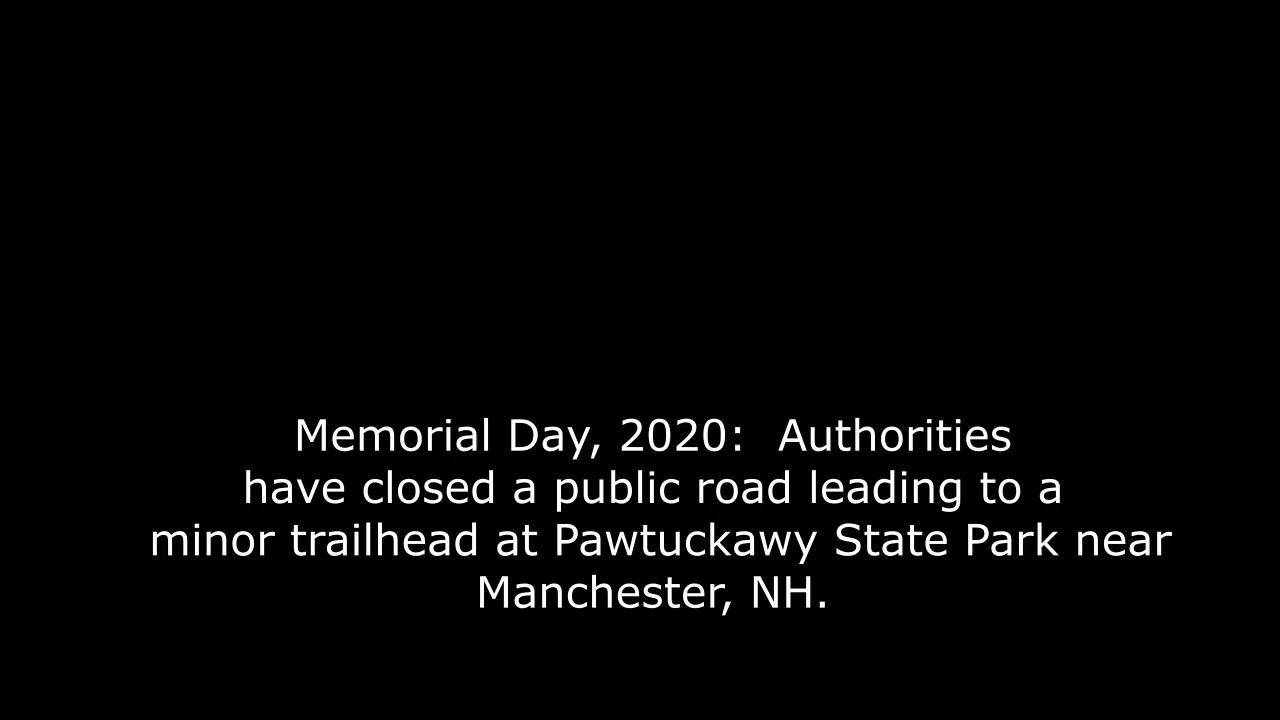 Memorial Day, 2020:  Authorities
have closed a public road leading to a
minor trailhead at Pawtuckawy State Park near
Manchester, NH.